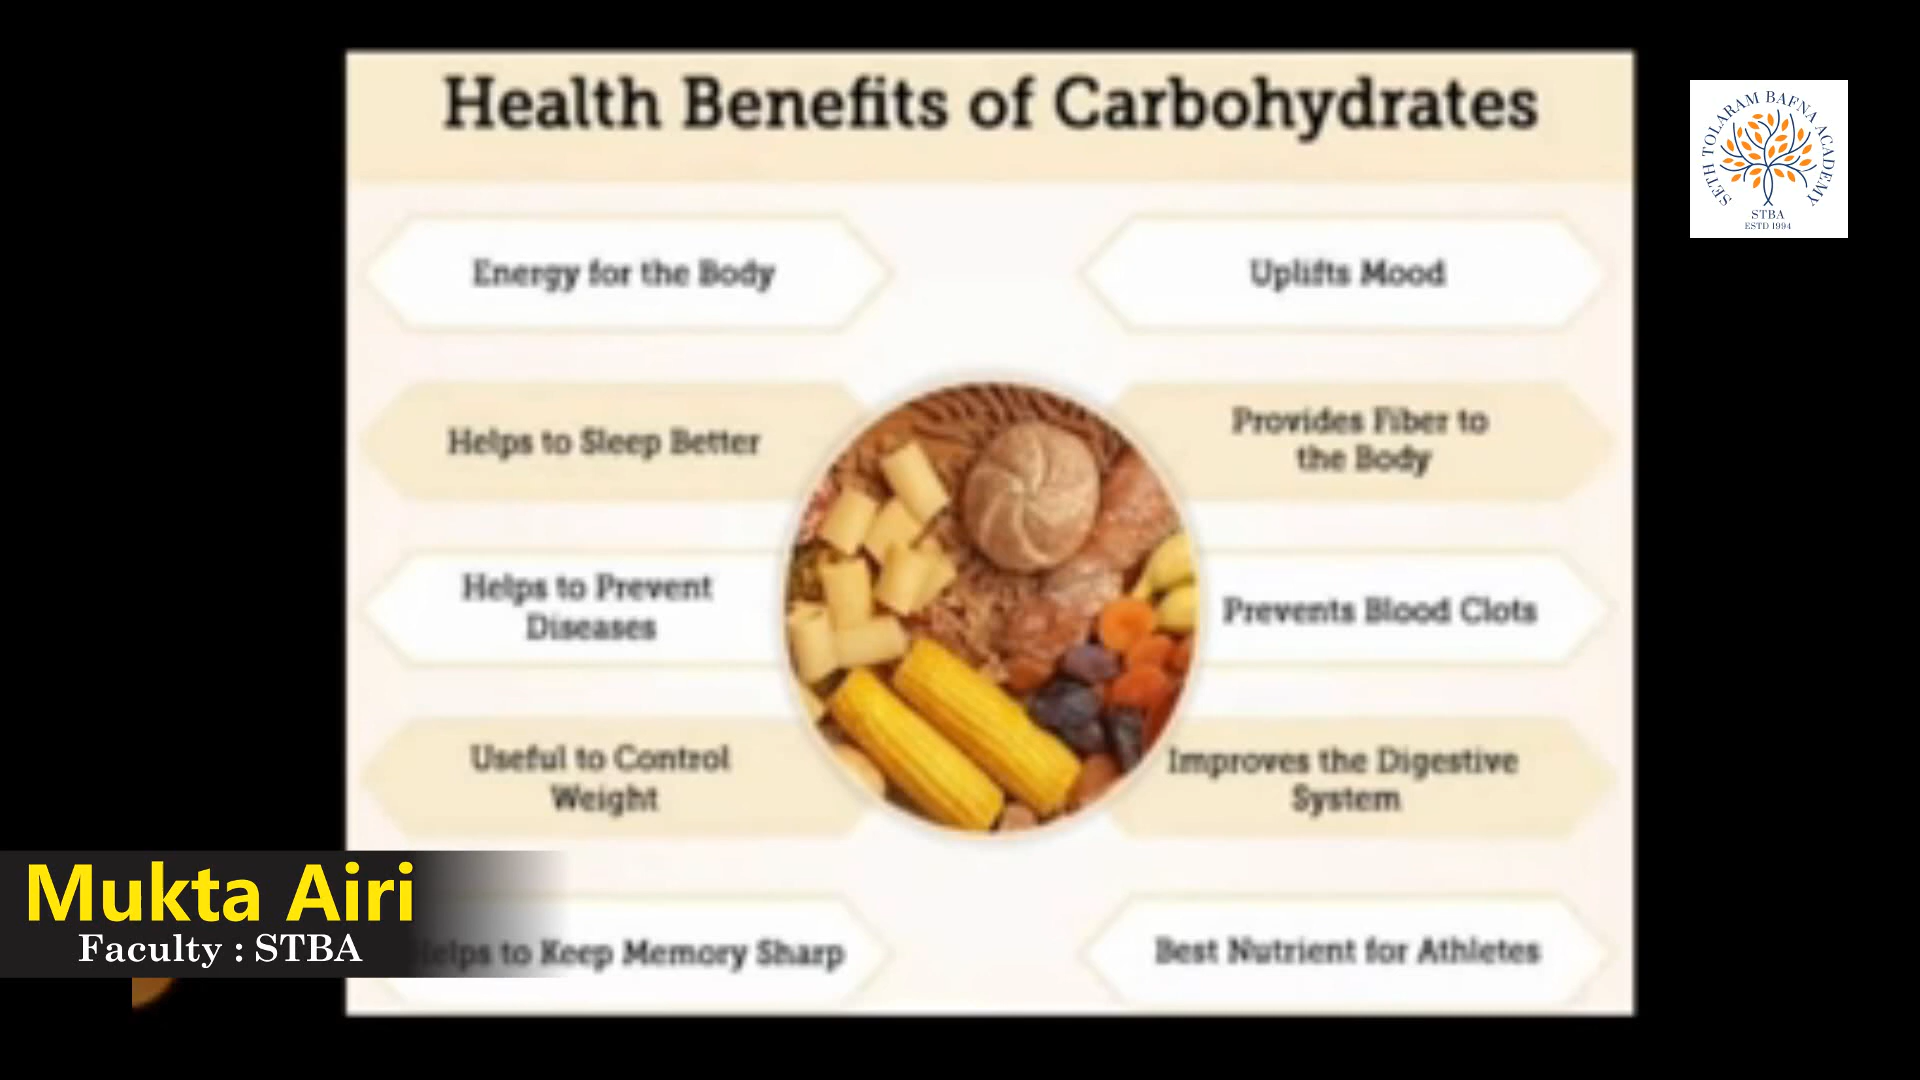 Health Benefits of Carbohydrates
Energy for the Body
Uplifts Mood
Helps to Sleep Better
Provides Fiber to
the Body
Helps to Prevent
Diseases
Prevents Blood Clots
Useful to Control
Weight
Improves the Digestive
System
Helps to Keep Memory Sharp
Best Nutrient for Athletes
Mukta Airi
Faculty : STBA
SETH TOLARAM BAFNA ACADEMY
STBA
ESTD 1994